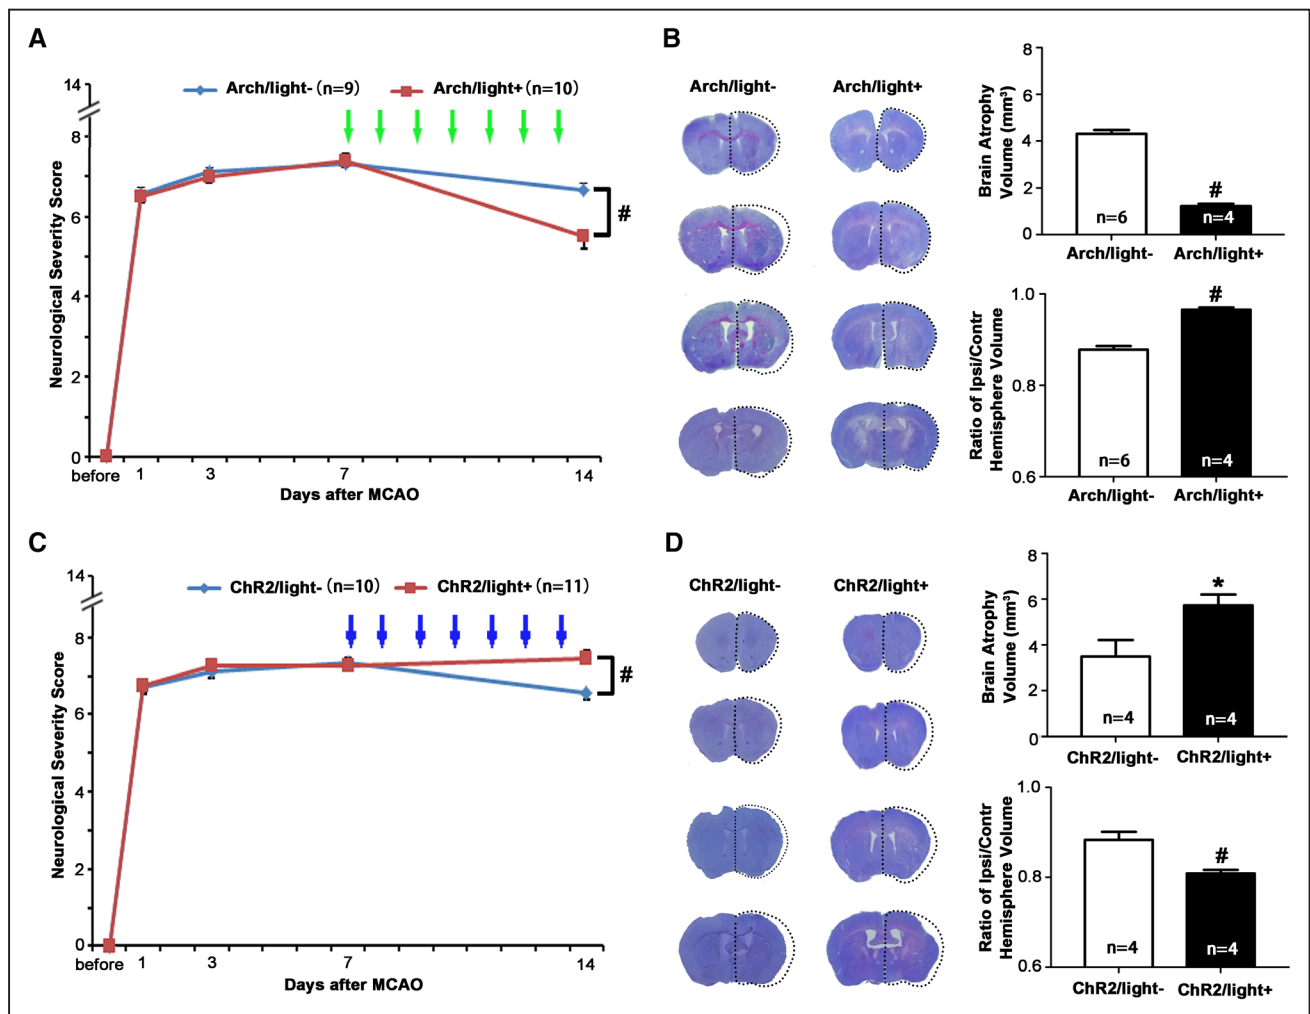 A
14
Arch/light- (n=9)
Arch/light+ (n=10)
8
6
4
2
0
Neurological Severity Score
#
before
1
3
7
14
Days after MCAO
B
Arch/light-
Arch/light+
8
6
4
2
0
Brain Atrophy
Volume (mm³)
#
n=6
n=4
Arch/light-
Arch/light+
1.0
0.8
0.6
Ratio of Ipsi/Contr
Hemisphere Volume
#
n=6
n=4
Arch/light-
Arch/light+
C
14
ChR2/light- (n=10)
ChR2/light+ (n=11)
8
6
4
2
0
Neurological Severity Score
#
before
1
3
7
14
Days after MCAO
D
ChR2/light-
ChR2/light+
8
6
4
2
0
Brain Atrophy
Volume (mm³)
*
n=4
n=4
ChR2/light-
ChR2/light+
1.0
0.8
0.6
Ratio of Ipsi/Contr
Hemisphere Volume
#
n=4
n=4
ChR2/light-
ChR2/light+